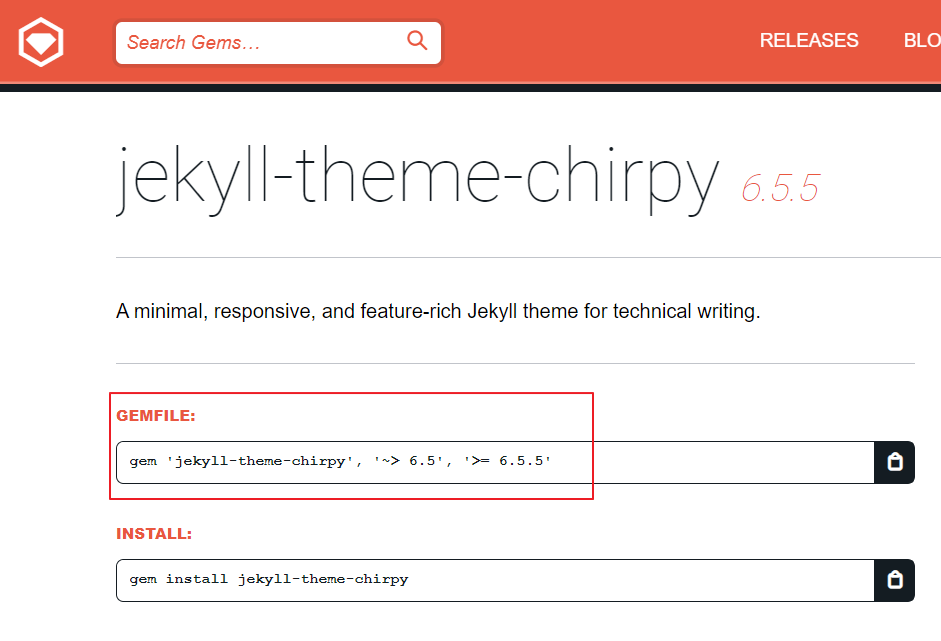 Search Gems…
RELEASES
BLO
jekyll-theme-chirpy 6.5.5
A minimal, responsive, and feature-rich Jekyll theme for technical writing.
GEMFILE:
gem 'jekyll-theme-chirpy', '~> 6.5', '>= 6.5.5'
INSTALL:
gem install jekyll-theme-chirpy